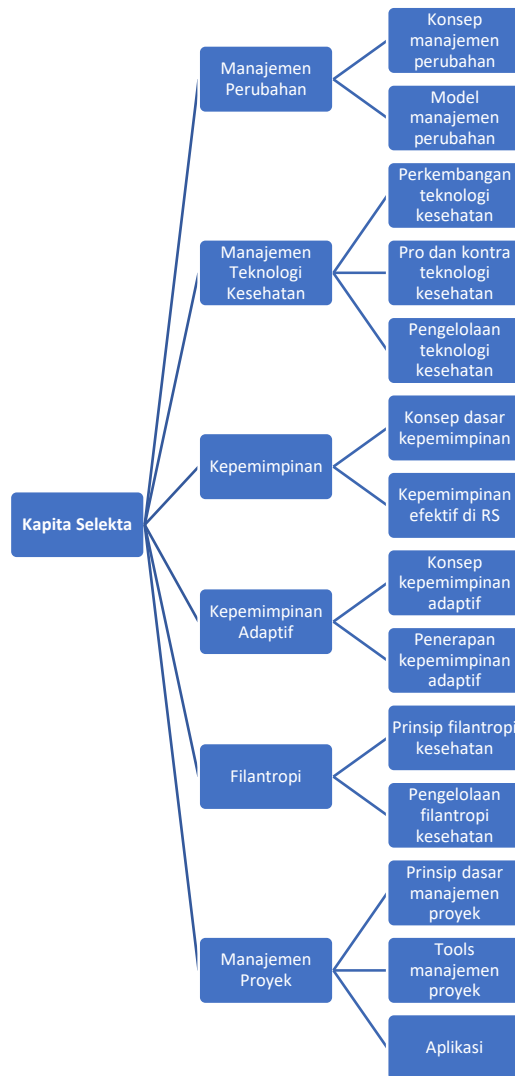 Kapita Selekta
Manajemen
Perubahan
Konsep
manajemen
perubahan
Model
manajemen
perubahan
Manajemen
Teknologi
Kesehatan
Perkembangan
teknologi
kesehatan
Pro dan kontra
teknologi
kesehatan
Pengelolaan
teknologi
kesehatan
Kepemimpinan
Konsep dasar
kepemimpinan
Kepemimpinan
efektif di RS
Kepemimpinan
Adaptif
Konsep
kepemimpinan
adaptif
Penerapan
kepemimpinan
adaptif
Filantropi
Prinsip filantropi
kesehatan
Pengelolaan
filantropi
kesehatan
Manajemen
Proyek
Prinsip dasar
manajemen
proyek
Tools
manajemen
proyek
Aplikasi